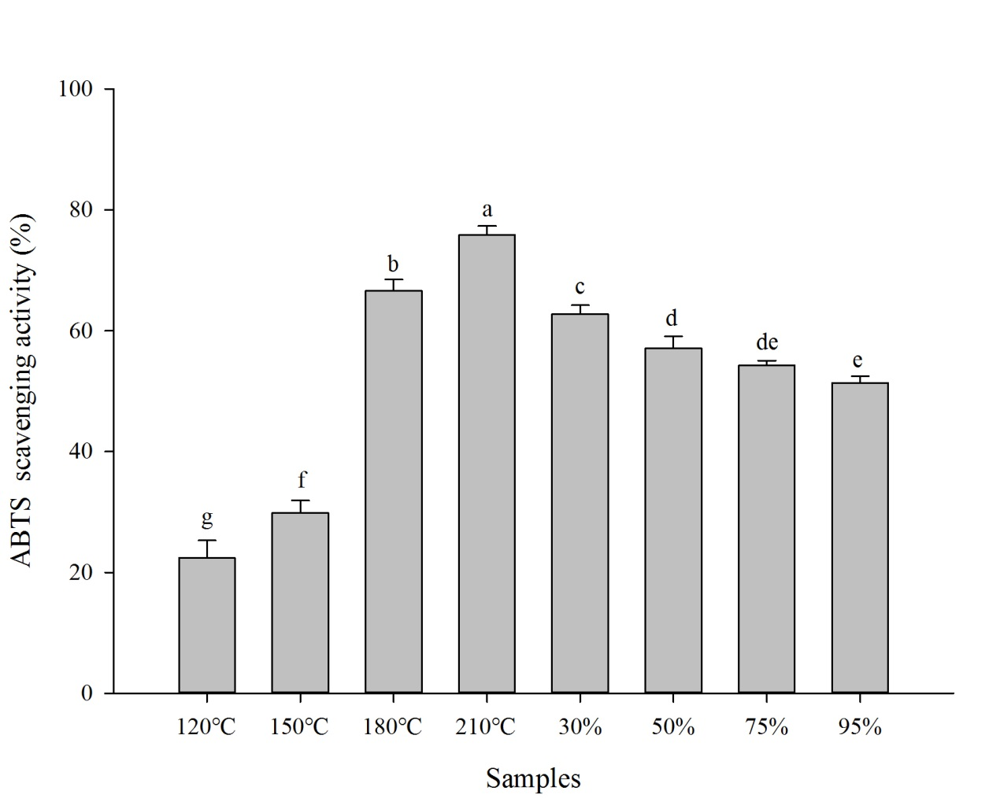 100
80
60
40
20
0
ABTS scavenging activity (%)
g
f
b
a
c
d
de
e
120℃ 150℃ 180℃ 210℃ 30% 50% 75% 95%
Samples